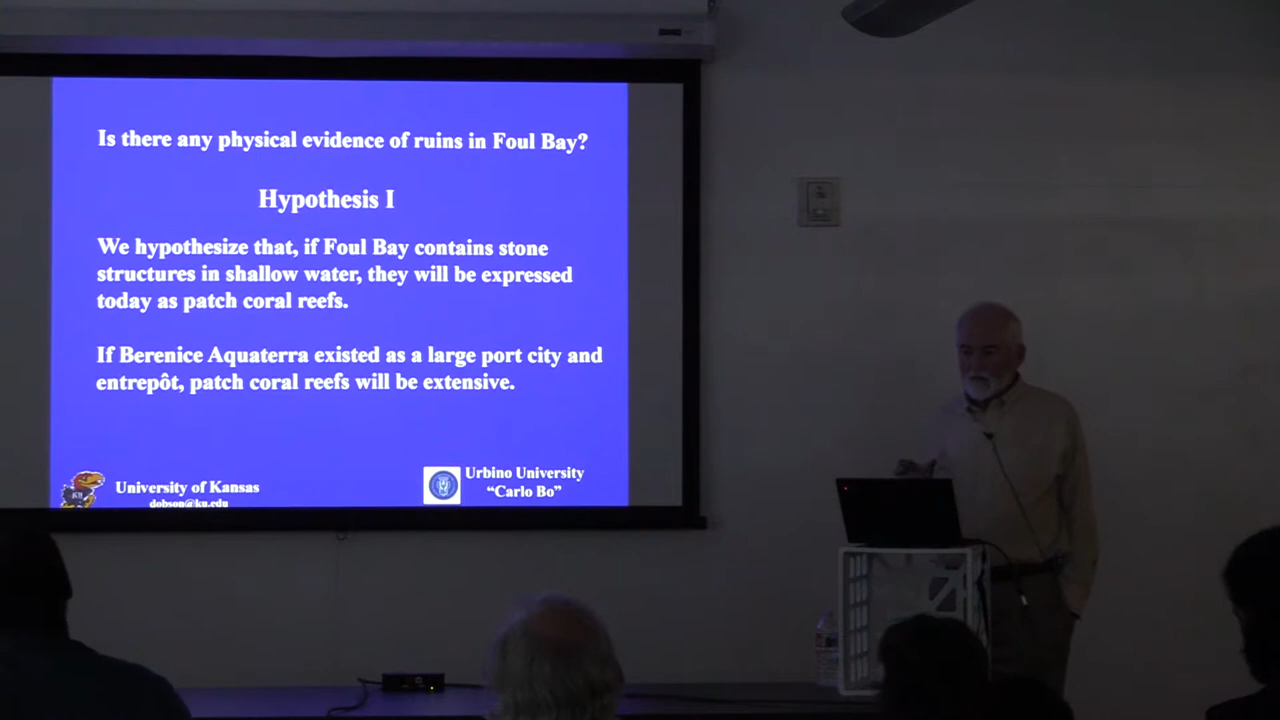 Is there any physical evidence of ruins in Foul Bay?
Hypothesis I
We hypothesize that, if Foul Bay contains stone
structures in shallow water, they will be expressed
today as patch coral reefs.
If Berenice Aquaterra existed as a large port city and
entrepôt, patch coral reefs will be extensive.
KU
University of Kansas
dobson@ku.edu
Urbino University
“Carlo Bo”